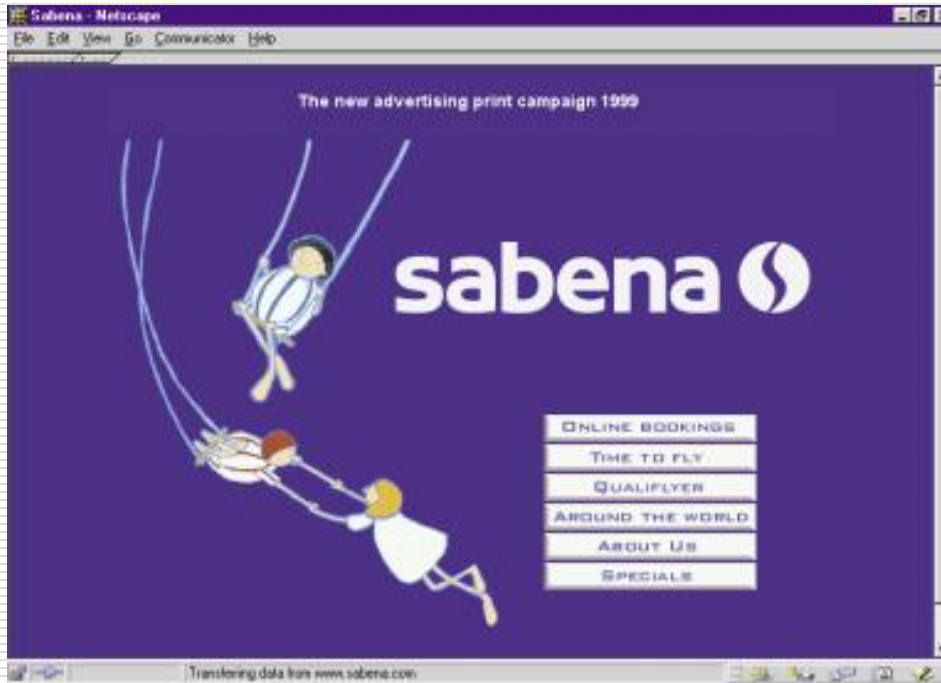 Sabena - Netscape
File Edit View Go Communicator Help
The new advertising print campaign 1999
sabena
ONLINE BOOKINGS
TIME TO FLY
QUALIFLYER
AROUND THE WORLD
ABOUT US
SPECIALS
Transferring data from www.sabena.com